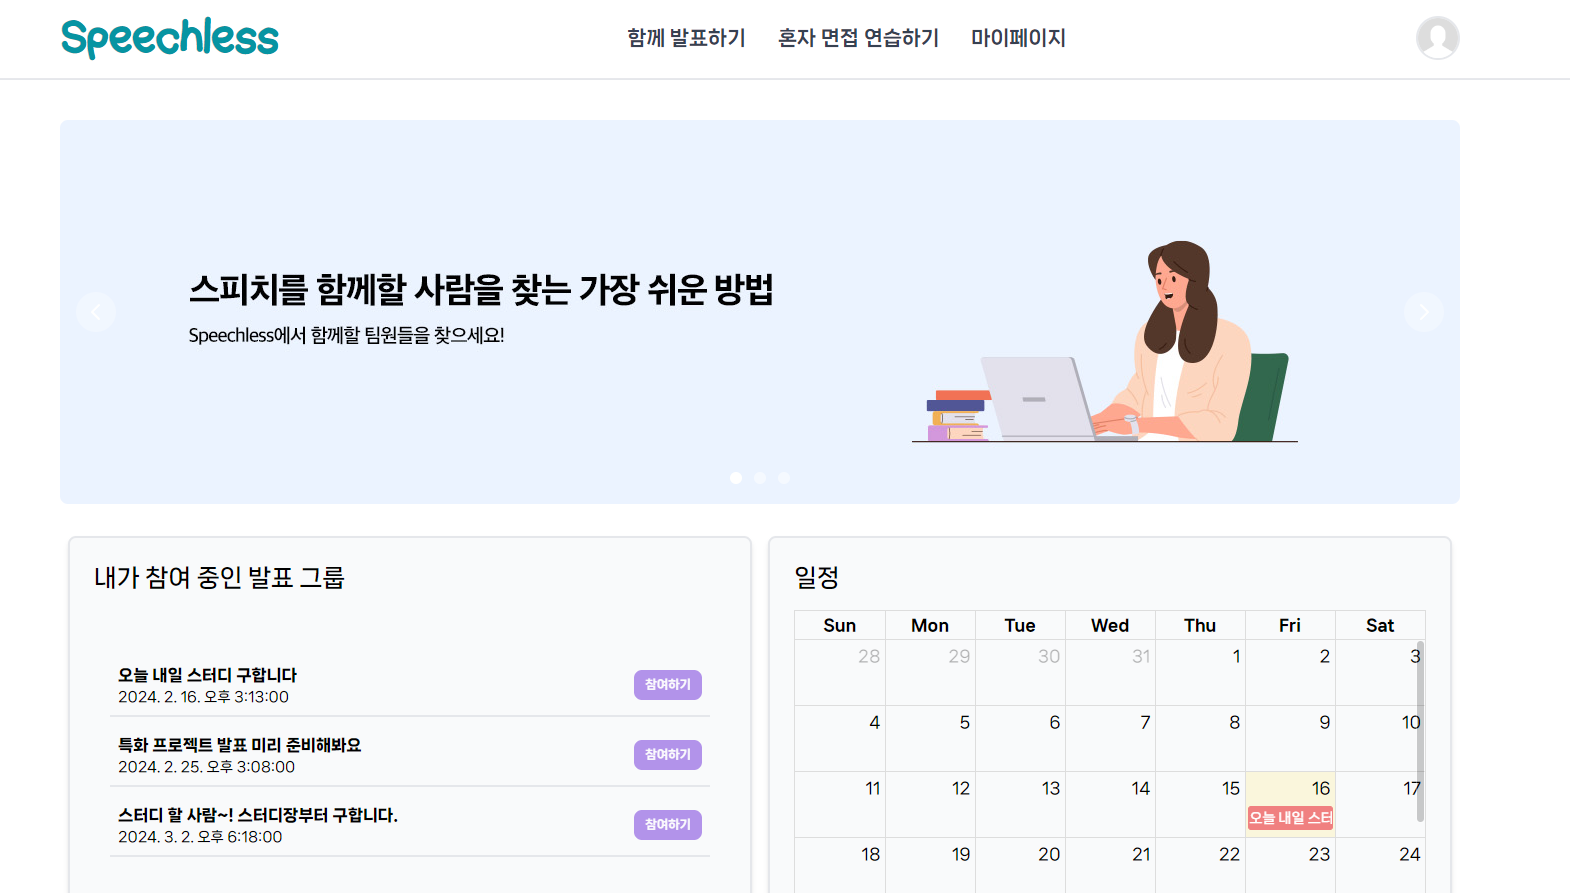 Speechless
함께 발표하기 혼자 면접 연습하기 마이페이지
스피치를 함께할 사람을 찾는 가장 쉬운 방법
Speechless에서 함께할 팀원들을 찾으세요!
내가 참여 중인 발표 그룹
오늘 내일 스터디 구합니다
2024. 2. 16. 오후 3:13:00
참여하기
특화 프로젝트 발표 미리 준비해봐요
2024. 2. 25. 오후 3:08:00
참여하기
스터디 할 사람~! 스터디장부터 구합니다.
2024. 3. 2. 오후 6:18:00
참여하기
일정
Sun Mon Tue Wed Thu Fri Sat
28 29 30 31 1 2 3
4 5 6 7 8 9 10
11 12 13 14 15 16 17
오늘 내일 스터
18 19 20 21 22 23 24